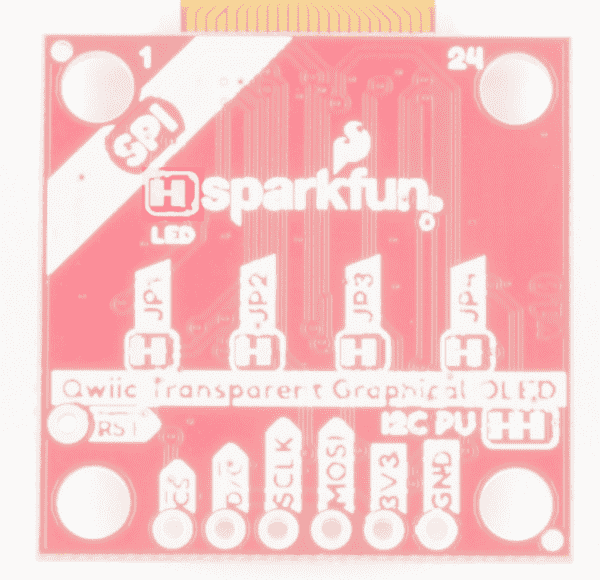 1 24
SPI
sparkfun
LED
JP1 JP2 JP3 JP4
Qwiic Transparent Graphical OLED
RST I2C PU
CS D/C SCLK MOSI 3V3 GND